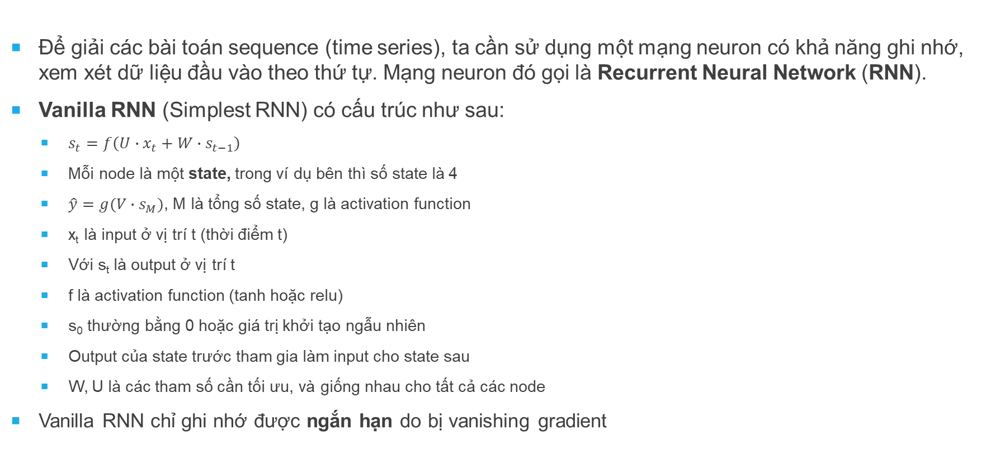 Để giải các bài toán sequence (time series), ta cần sử dụng một mạng neuron có khả năng ghi nhớ,
xem xét dữ liệu đầu vào theo thứ tự. Mạng neuron đó gọi là Recurrent Neural Network (RNN).
Vanilla RNN (Simplest RNN) có cấu trúc như sau:
s_t = f(U · x_t + W · s_{t−1})
Mỗi node là một state, trong ví dụ bên thì số state là 4
ŷ = g(V · s_M), M là tổng số state, g là activation function
x_t là input ở vị trí t (thời điểm t)
Với s_t là output ở vị trí t
f là activation function (tanh hoặc relu)
s_0 thường bằng 0 hoặc giá trị khởi tạo ngẫu nhiên
Output của state trước tham gia làm input cho state sau
W, U là các tham số cần tối ưu, và giống nhau cho tất cả các node
Vanilla RNN chỉ ghi nhớ được ngắn hạn do bị vanishing gradient